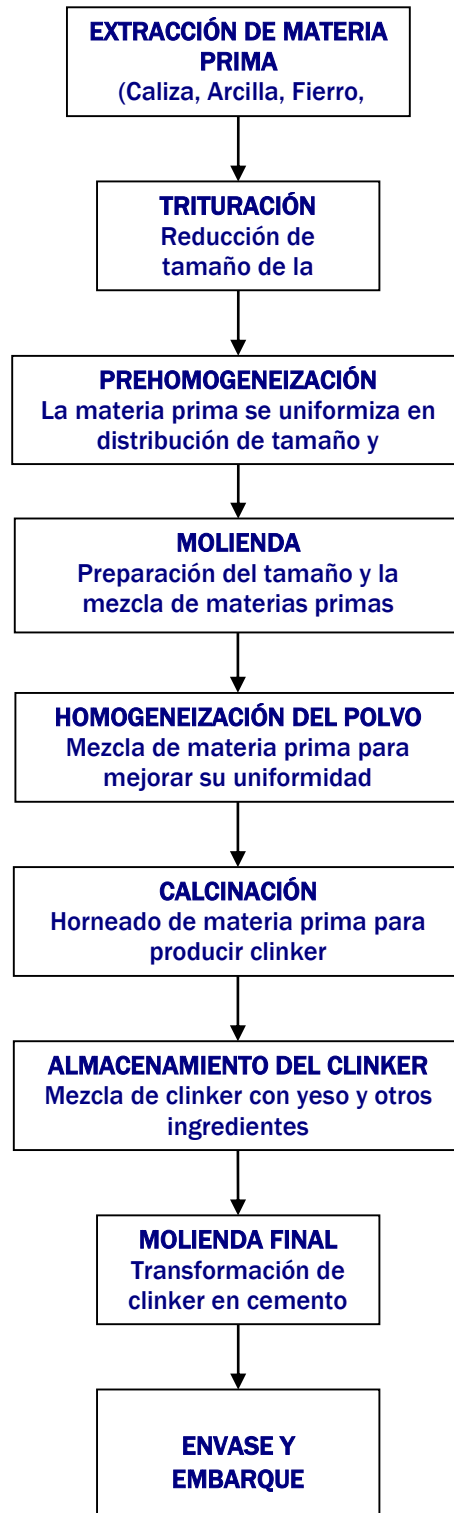 EXTRACCIÓN DE MATERIA
PRIMA
(Caliza, Arcilla, Fierro,
TRITURACIÓN
Reducción de
tamaño de la
PREHOMOGENEIZACIÓN
La materia prima se uniformiza en
distribución de tamaño y
MOLIENDA
Preparación del tamaño y la
mezcla de materias primas
HOMOGENEIZACIÓN DEL POLVO
Mezcla de materia prima para
mejorar su uniformidad
CALCINACIÓN
Horneado de materia prima para
producir clinker
ALMACENAMIENTO DEL CLINKER
Mezcla de clinker con yeso y otros
ingredientes
MOLIENDA FINAL
Transformación de
clinker en cemento
ENVASE Y
EMBARQUE